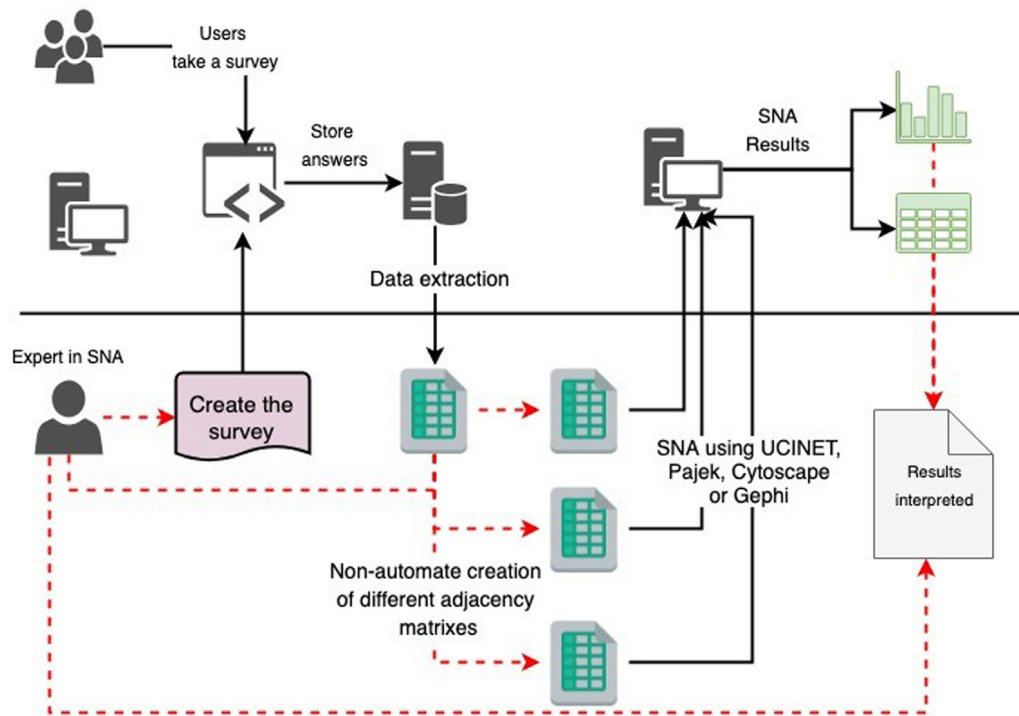 Users
take a survey
Store
answers
SNA
Results
Data extraction
Expert in SNA
Create the
survey
SNA using UCINET,
Pajek, Cytoscape
or Gephi
Results
interpreted
Non-automate creation
of different adjacency
matrixes